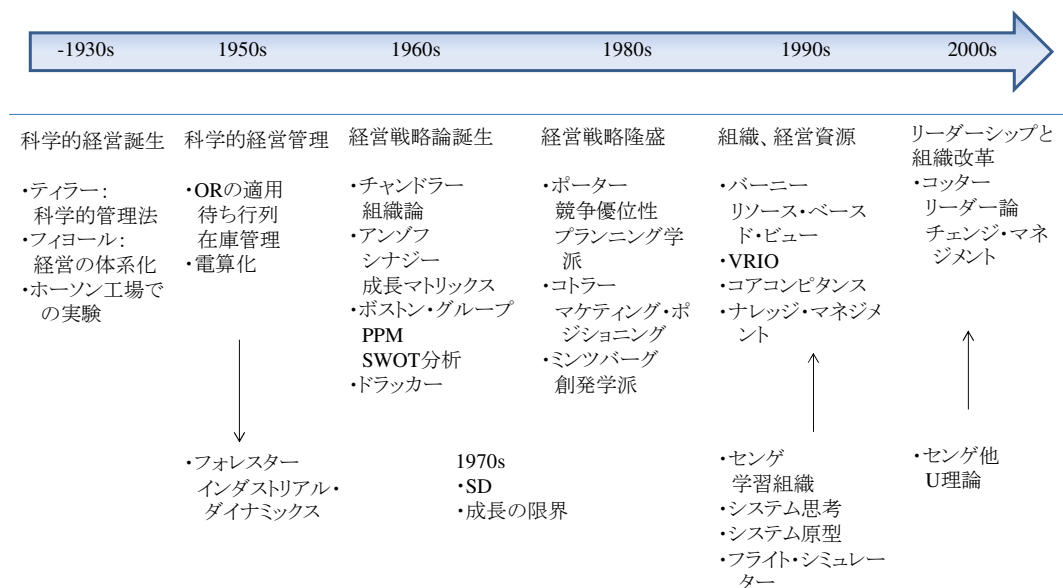 -1930s
1950s
1960s
1980s
1990s
2000s
科学的経営誕生
・ティラー:
科学的管理法
・フィヨール:
経営の体系化
・ホーソン工場で
の実験
科学的経営管理
・ORの適用
待ち行列
在庫管理
・電算化
経営戦略論誕生
・チャンドラー
組織論
・アンゾフ
シナジー
成長マトリックス
・ボストン・グループ
PPM
SWOT分析
・ドラッカー
経営戦略隆盛
・ポーター
競争優位性
プランニング学
派
・コトラー
マケティング・ポ
ジショニング
・ミンツバーグ
創発学派
組織、経営資源
・バーニー
リソース・ベース
ド・ビュー
・VRIO
・コアコンピタンス
・ナレッジ・マネジメ
ント
リーダーシップと
組織改革
・コッター
リーダー論
チェンジ・マネ
ジメント
・フォレスター
インダストリアル・
ダイナミックス
1970s
・SD
・成長の限界
・センゲ
学習組織
・システム思考
・システム原型
・フライト・シミュレー
ター
・センゲ他
U理論